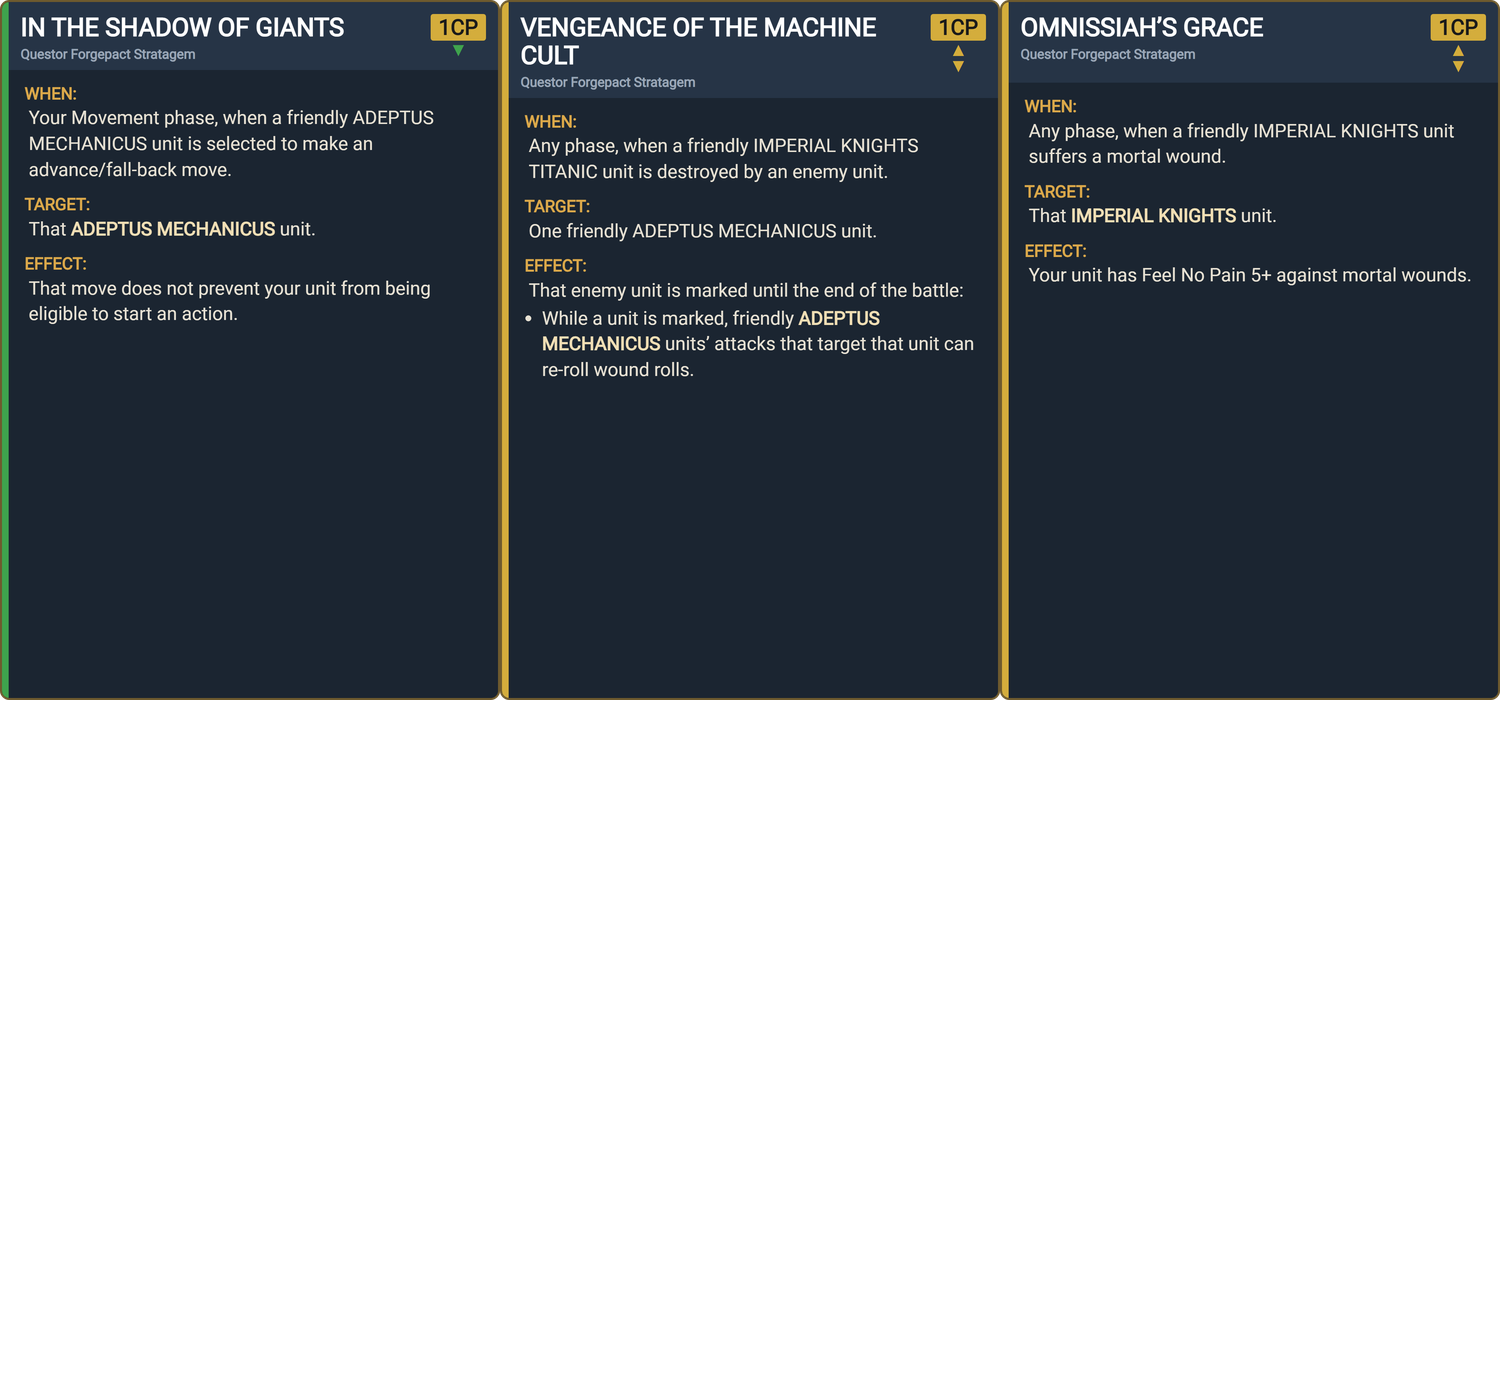 IN THE SHADOW OF GIANTS
1CP
Questor Forgepact Stratagem
WHEN:
Your Movement phase, when a friendly ADEPTUS
MECHANICUS unit is selected to make an
advance/fall-back move.
TARGET:
That ADEPTUS MECHANICUS unit.
EFFECT:
That move does not prevent your unit from being
eligible to start an action.
VENGEANCE OF THE MACHINE
CULT
1CP
Questor Forgepact Stratagem
WHEN:
Any phase, when a friendly IMPERIAL KNIGHTS
TITANIC unit is destroyed by an enemy unit.
TARGET:
One friendly ADEPTUS MECHANICUS unit.
EFFECT:
That enemy unit is marked until the end of the battle:
• While a unit is marked, friendly ADEPTUS
MECHANICUS units’ attacks that target that unit can
re-roll wound rolls.
OMNISSIAH’S GRACE
1CP
Questor Forgepact Stratagem
WHEN:
Any phase, when a friendly IMPERIAL KNIGHTS unit
suffers a mortal wound.
TARGET:
That IMPERIAL KNIGHTS unit.
EFFECT:
Your unit has Feel No Pain 5+ against mortal wounds.